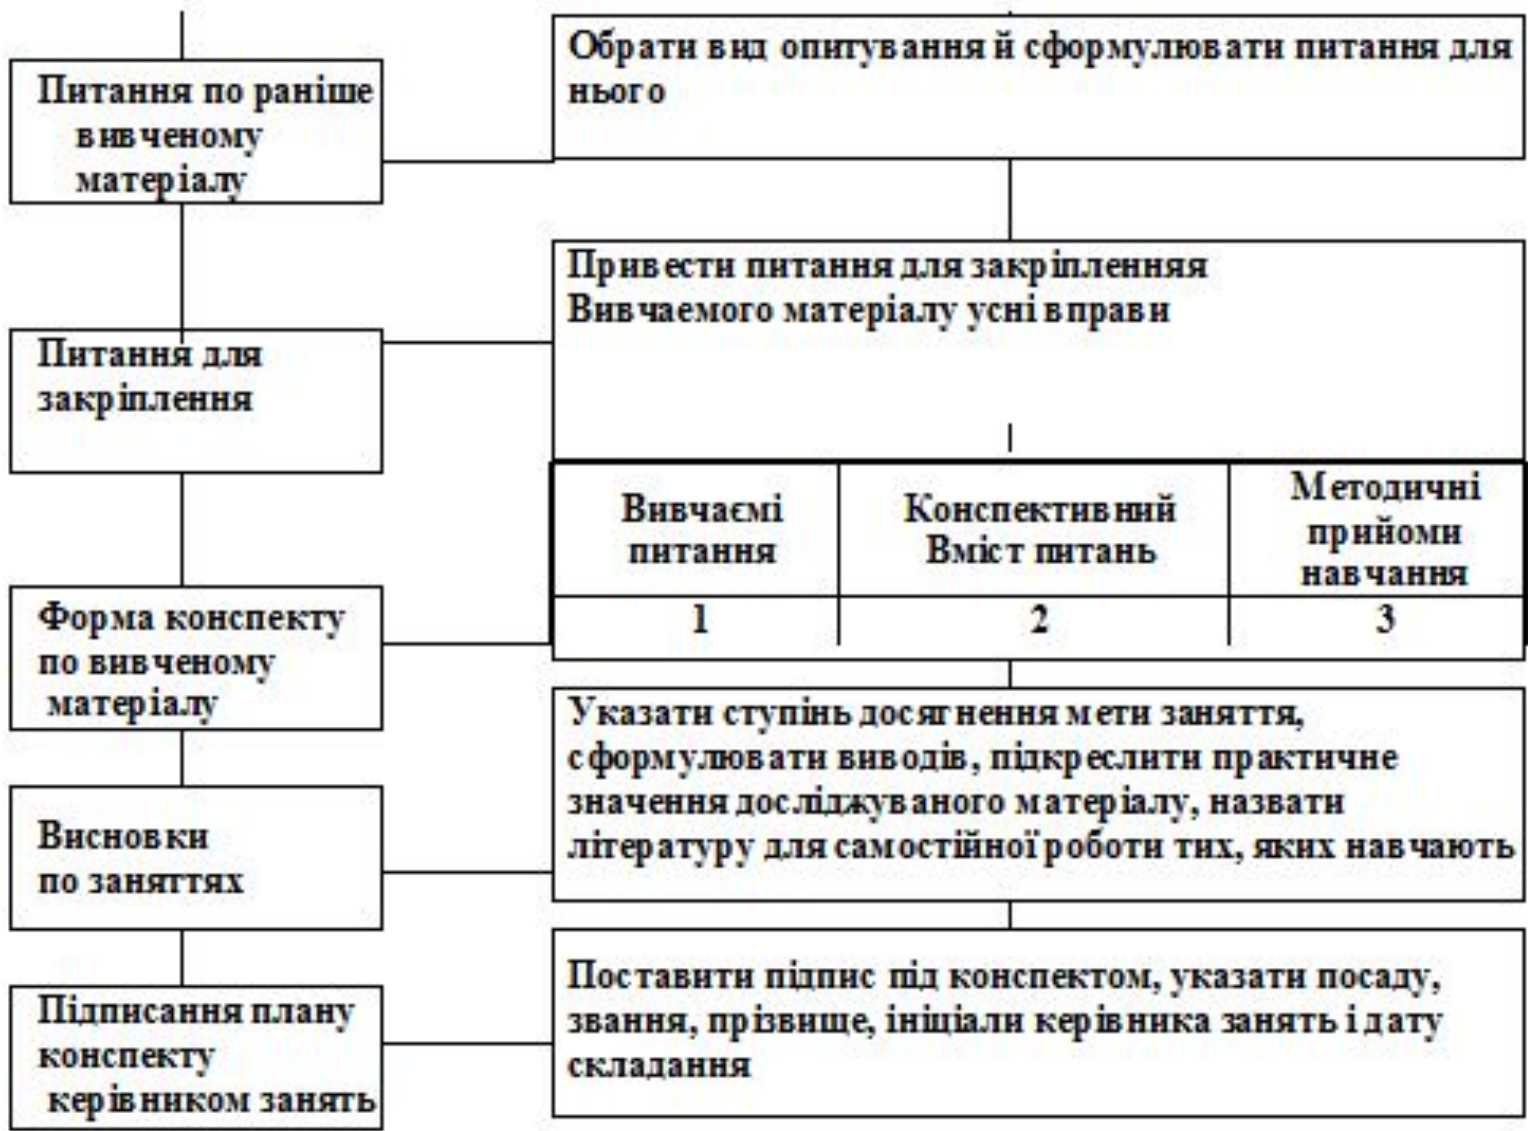 Питання по раніше
вивченому
матеріалу
Обрати вид опитування й сформулювати питання для
нього
Питання для
закріплення
Привести питання для закріпленняя
Вивчаемого матеріалу усні вправи
Форма конспекту
по вивченому
матеріалу
Вивчаємі
питання
Конспективний
Вміст питань
Методичні
прийоми
навчання
1
2
3
Висновки
по заняттях
Указати ступінь досягнення мети заняття,
сформулювати виводів, підкреслити практичне
значення досліджуваного матеріалу, назвати
літературу для самостійної роботи тих, яких навчають
Підписання плану
конспекту
керівником занять
Поставити підпис під конспектом, указати посаду,
звання, прізвище, ініціали керівника занять і дату
складання